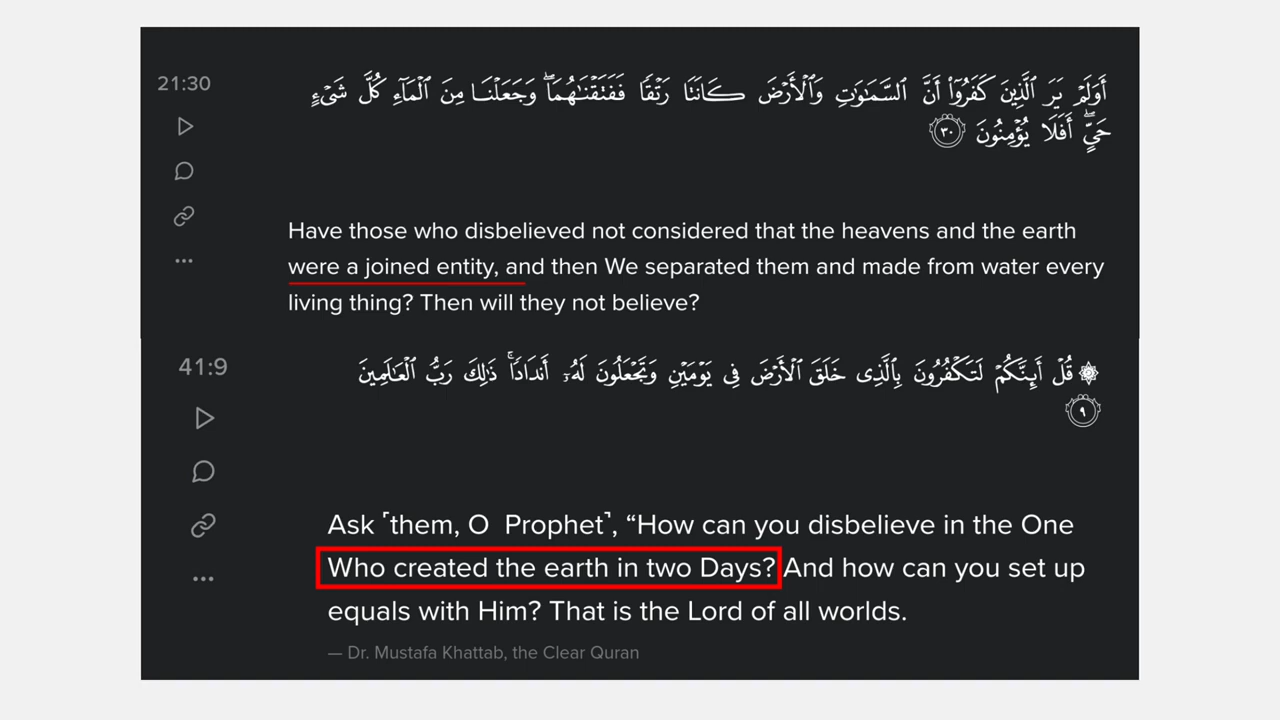 21:30
أَوَلَمْ يَرَ ٱلَّذِينَ كَفَرُوٓا۟ أَنَّ ٱلسَّمَـٰوَٰتِ وَٱلْأَرْضَ كَانَتَا رَتْقًا فَفَتَقْنَـٰهُمَا ۖ وَجَعَلْنَا مِنَ ٱلْمَآءِ كُلَّ شَىْءٍ
حَىٍّ ۖ أَفَلَا يُؤْمِنُونَ ٣٠
Have those who disbelieved not considered that the heavens and the earth
were a joined entity, and then We separated them and made from water every
living thing? Then will they not believe?
41:9
۞ قُلْ أَئِنَّكُمْ لَتَكْفُرُونَ بِٱلَّذِى خَلَقَ ٱلْأَرْضَ فِى يَوْمَيْنِ وَتَجْعَلُونَ لَهُۥٓ أَندَادًا ۚ ذَٰلِكَ رَبُّ ٱلْعَـٰلَمِينَ
٩
Ask ˹them, O Prophet˺, “How can you disbelieve in the One
Who created the earth in two Days? And how can you set up
equals with Him? That is the Lord of all worlds.
— Dr. Mustafa Khattab, the Clear Quran